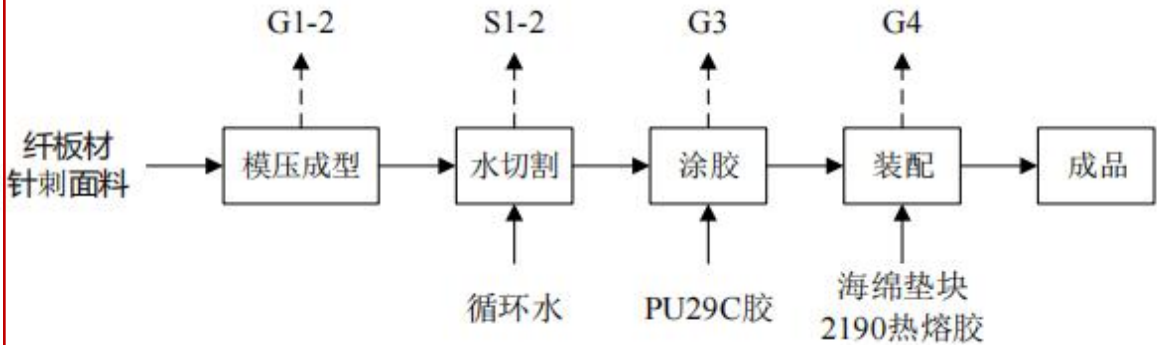 G1-2
S1-2
G3
G4
纤板材
针刺面料
模压成型
水切割
涂胶
装配
成品
循环水
PU29C胶
海绵垫块
2190热熔胶